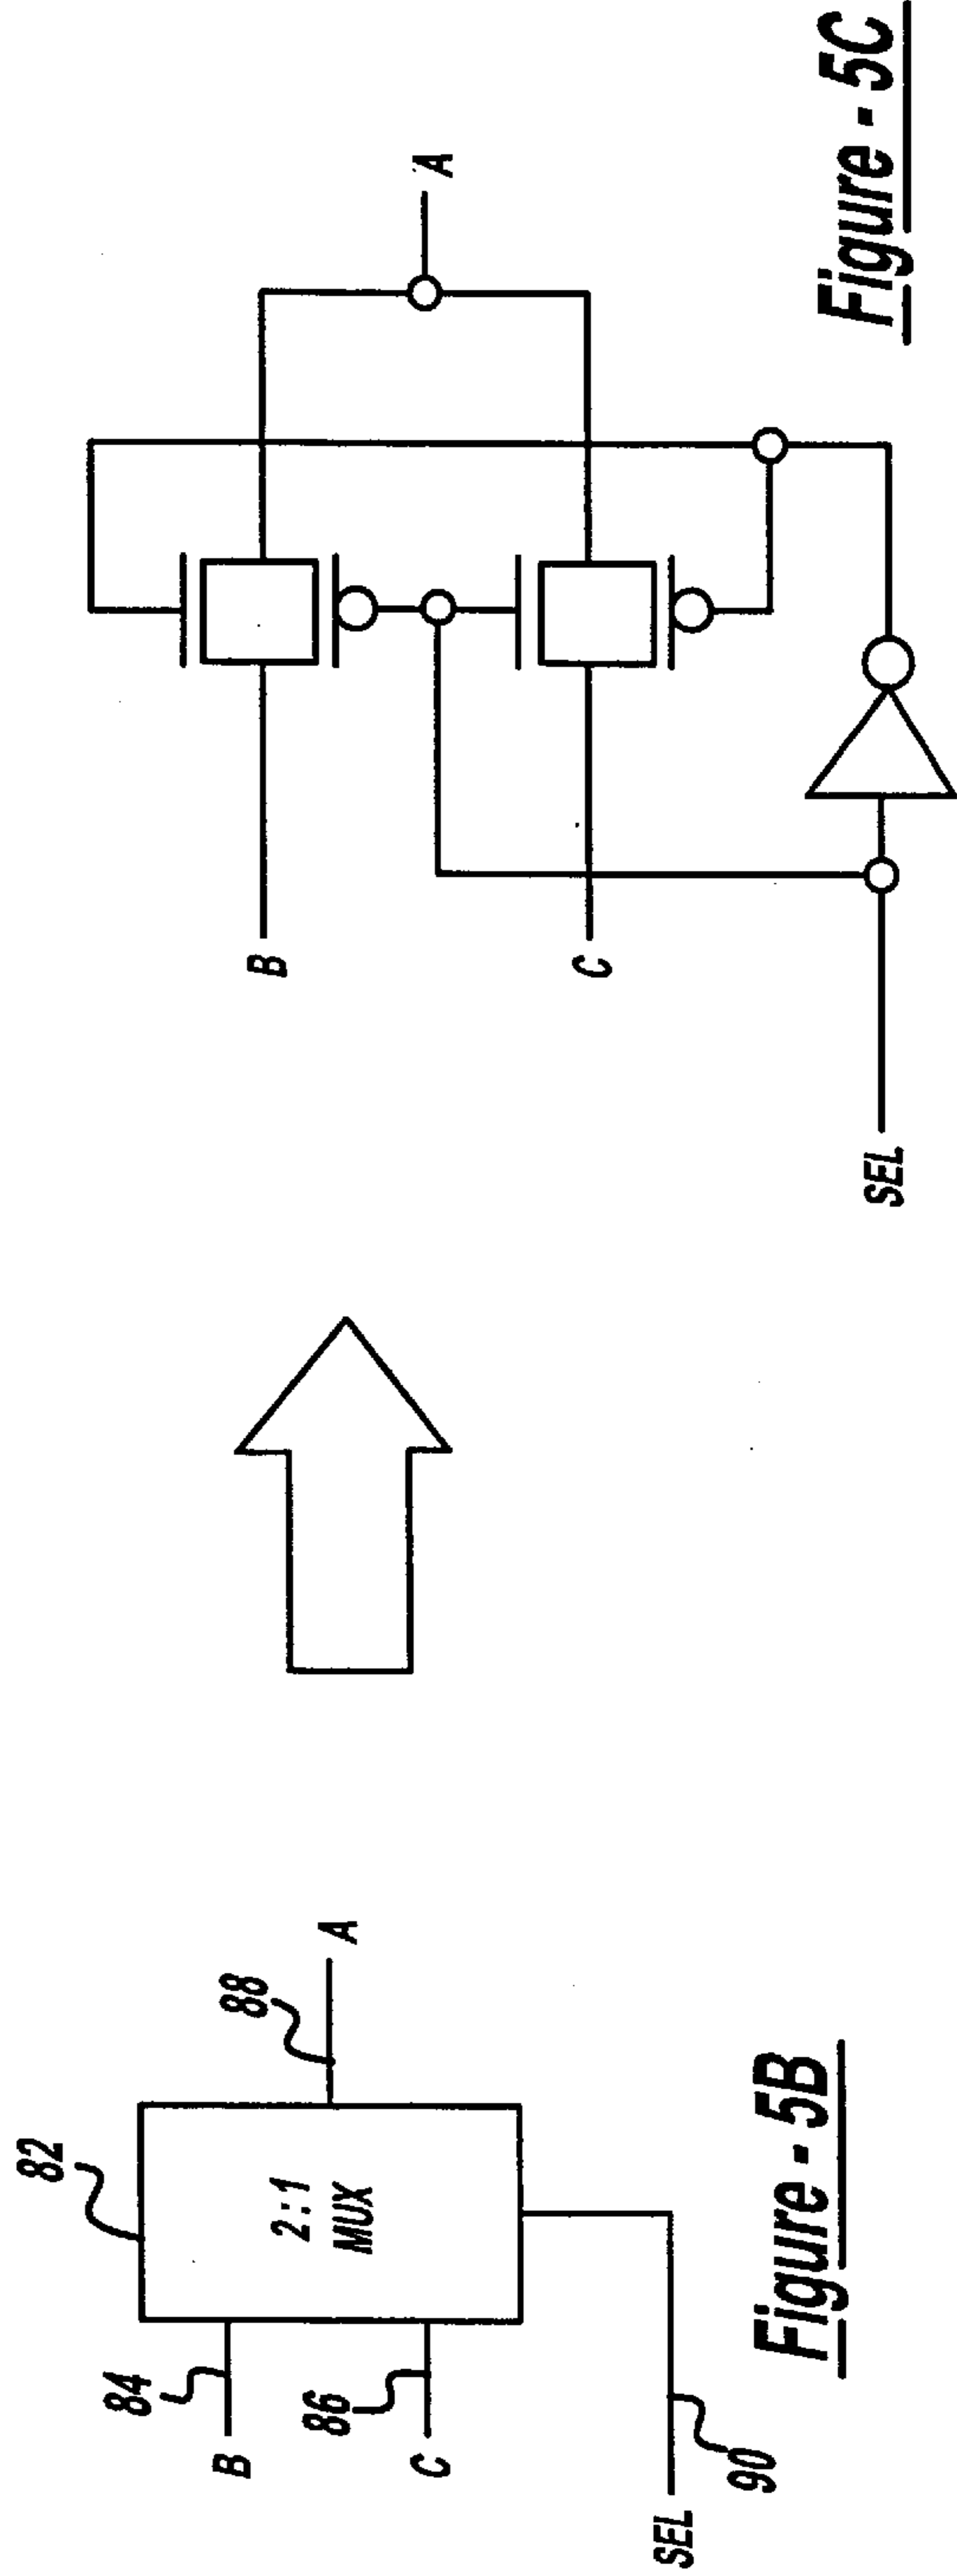 82
84
B
86
C
2:1
MUX
88
A
SEL
90
Figure - 5B
B
C
A
SEL
Figure - 5C